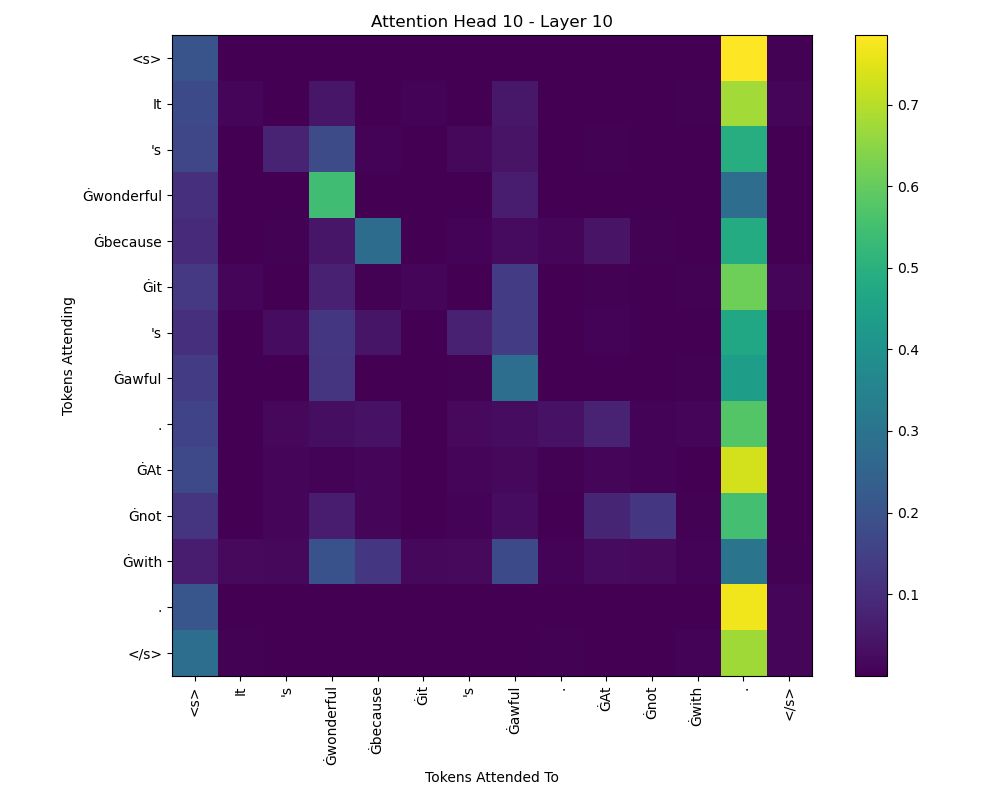 Attention Head 10 - Layer 10
<s>
It
's
Ġwonderful
Ġbecause
Ġit
's
Ġawful
.
ĠAt
Ġnot
Ġwith
.
</s>
Tokens Attending
<s>
It
's
Ġwonderful
Ġbecause
Ġit
's
Ġawful
.
ĠAt
Ġnot
Ġwith
.
</s>
Tokens Attended To
0.7
0.6
0.5
0.4
0.3
0.2
0.1